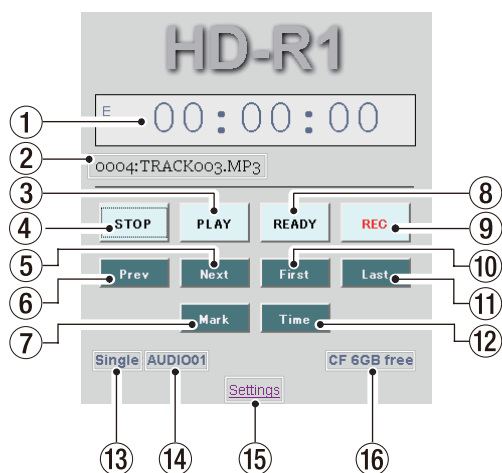 HD-R1
E 00:00:00
①
② 0004:TRACK003.MP3
③ ⑧
④ STOP PLAY READY REC ⑨
⑤ ⑩
⑥ Prev Next First Last ⑪
⑦ Mark Time ⑫
Single AUDIO01 CF 6GB free
Settings
⑬ ⑭ ⑮ ⑯